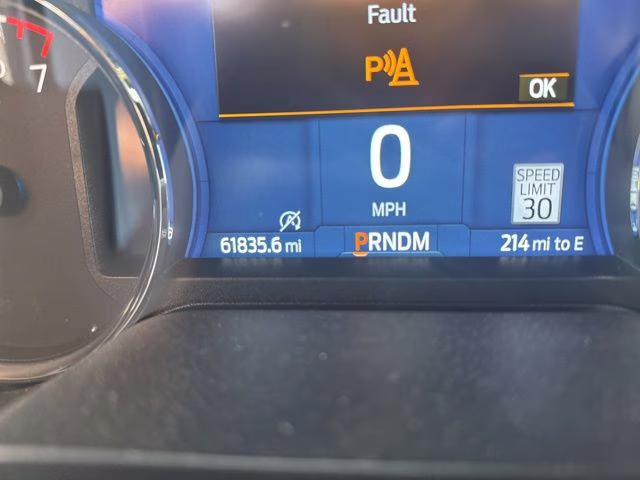 Fault
P
OK
7
0
MPH
SPEED
LIMIT
30
61835.6 mi
PRNDM
214 mi to E